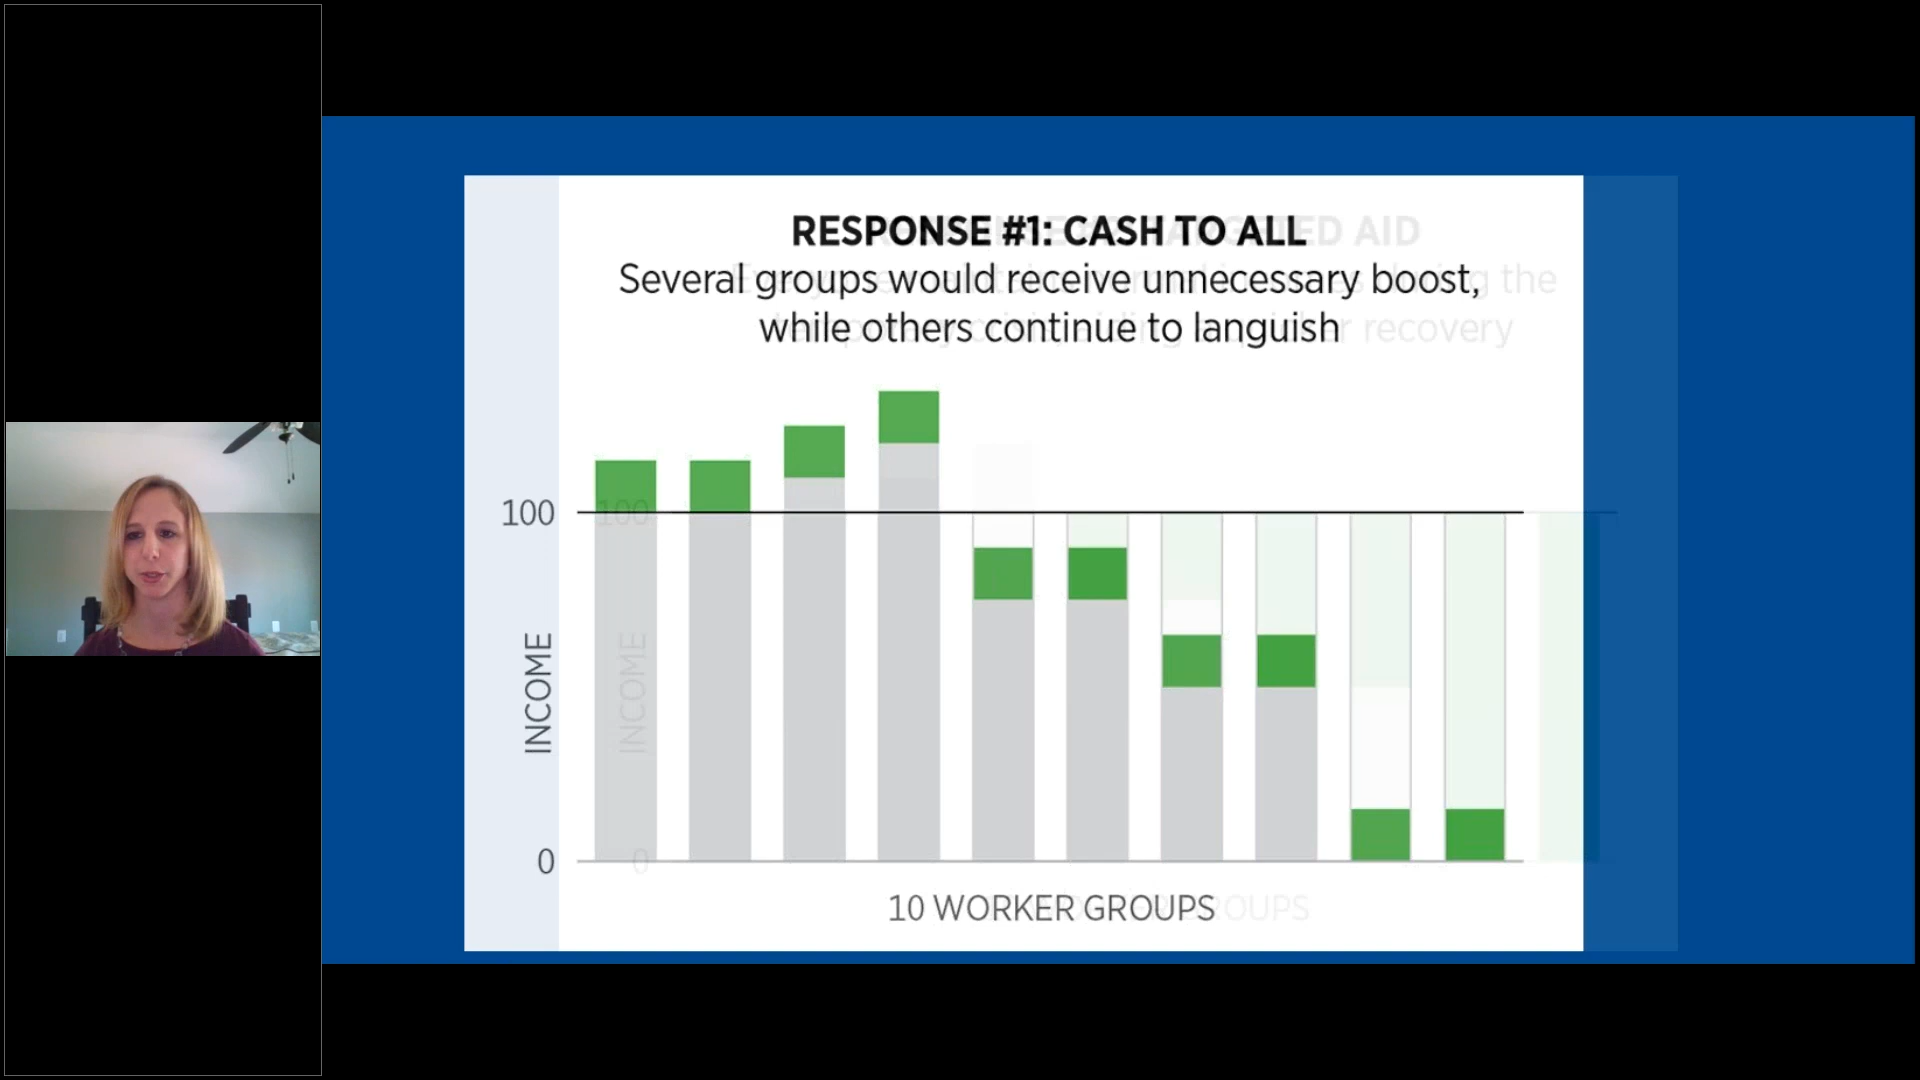 RESPONSE #1: CASH TO ALL
Several groups would receive unnecessary boost,
while others continue to languish
100
INCOME
0
10 WORKER GROUPS